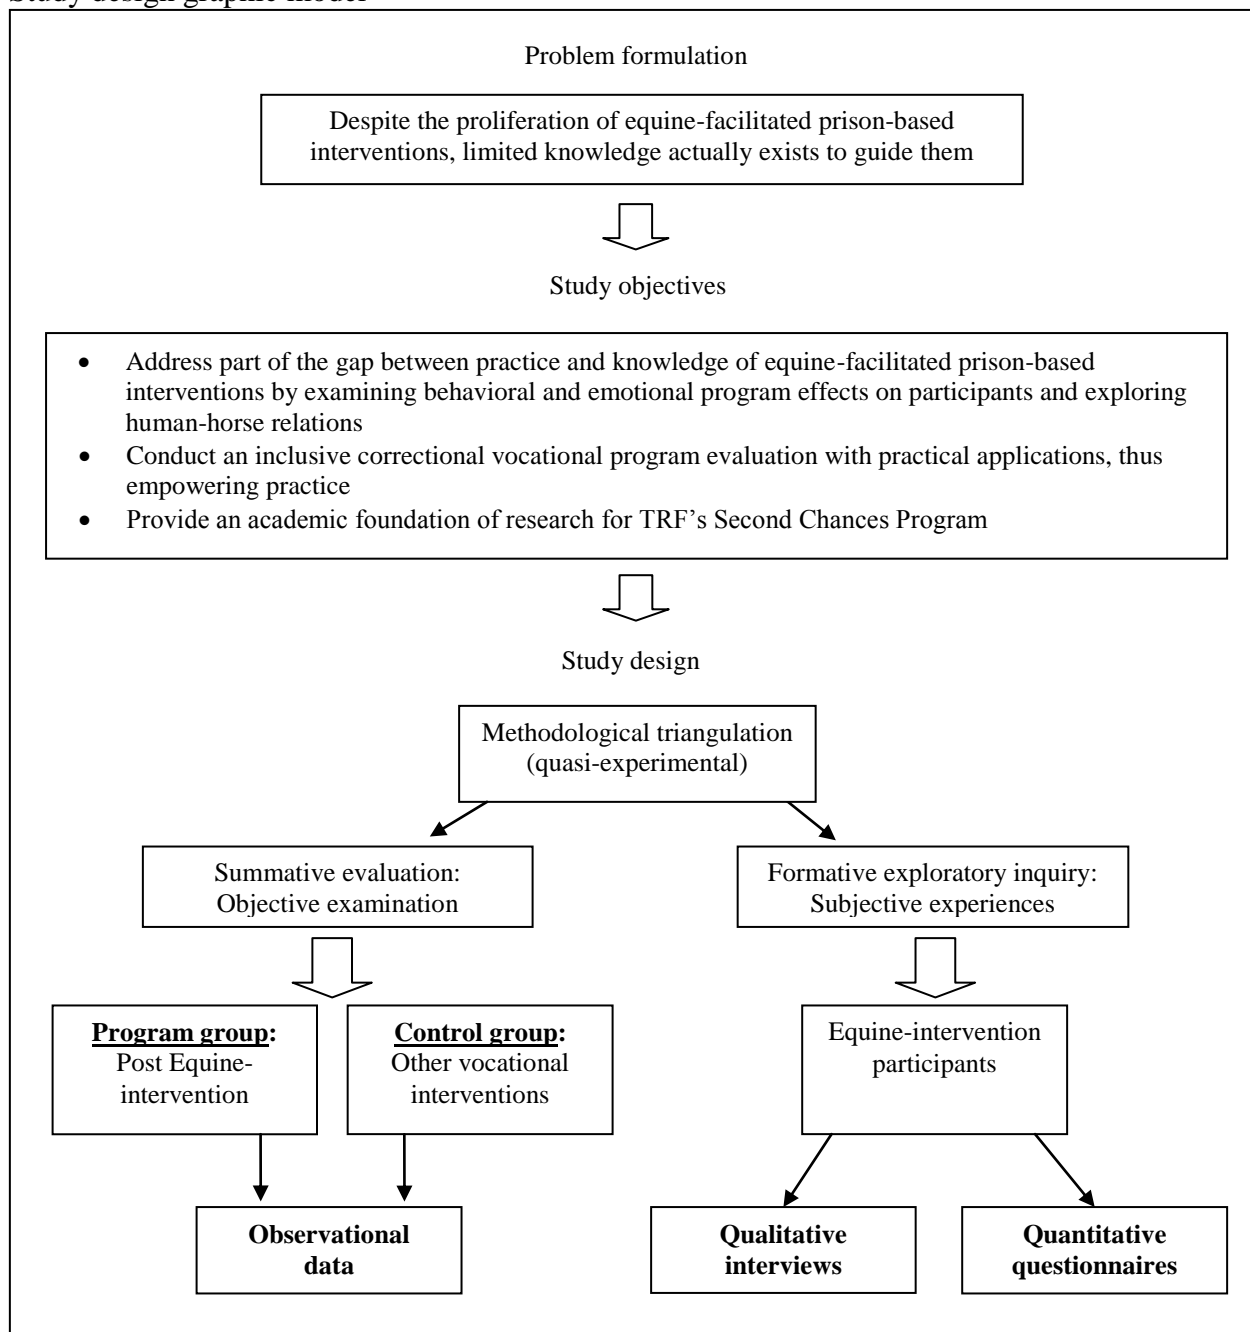 Study design graphic model
Problem formulation
Despite the proliferation of equine-facilitated prison-based
interventions, limited knowledge actually exists to guide them
Study objectives
• Address part of the gap between practice and knowledge of equine-facilitated prison-based
interventions by examining behavioral and emotional program effects on participants and exploring
human-horse relations
• Conduct an inclusive correctional vocational program evaluation with practical applications, thus
empowering practice
• Provide an academic foundation of research for TRF’s Second Chances Program
Study design
Methodological triangulation
(quasi-experimental)
Summative evaluation:
Objective examination
Formative exploratory inquiry:
Subjective experiences
Program group:
Post Equine-
intervention
Control group:
Other vocational
interventions
Equine-intervention
participants
Observational
data
Qualitative
interviews
Quantitative
questionnaires